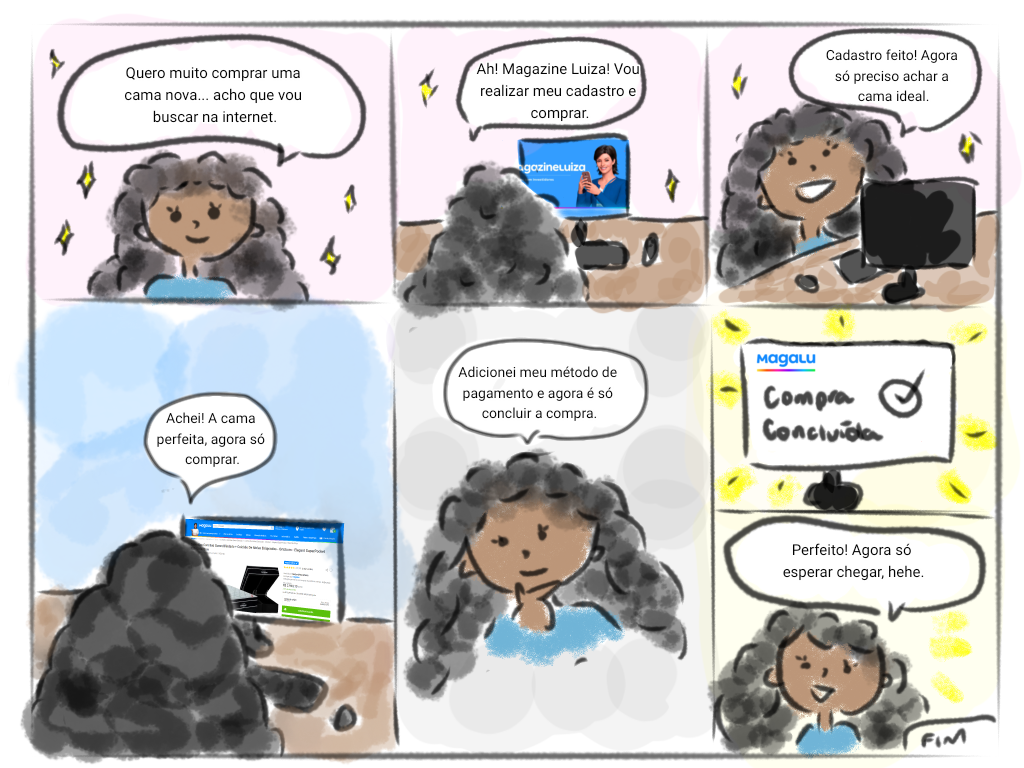 Quero muito comprar uma
cama nova... acho que vou
buscar na internet.
Ah! Magazine Luiza! Vou
realizar meu cadastro e
comprar.
agazineLuiza
Cadastro feito! Agora
só preciso achar a
cama ideal.
Achei! A cama
perfeita, agora só
comprar.
Magalu
Adicionei meu método de
pagamento e agora é só
concluir a compra.
MagaLu
Compra
Concluída
Perfeito! Agora só
esperar chegar, hehe.
FIM